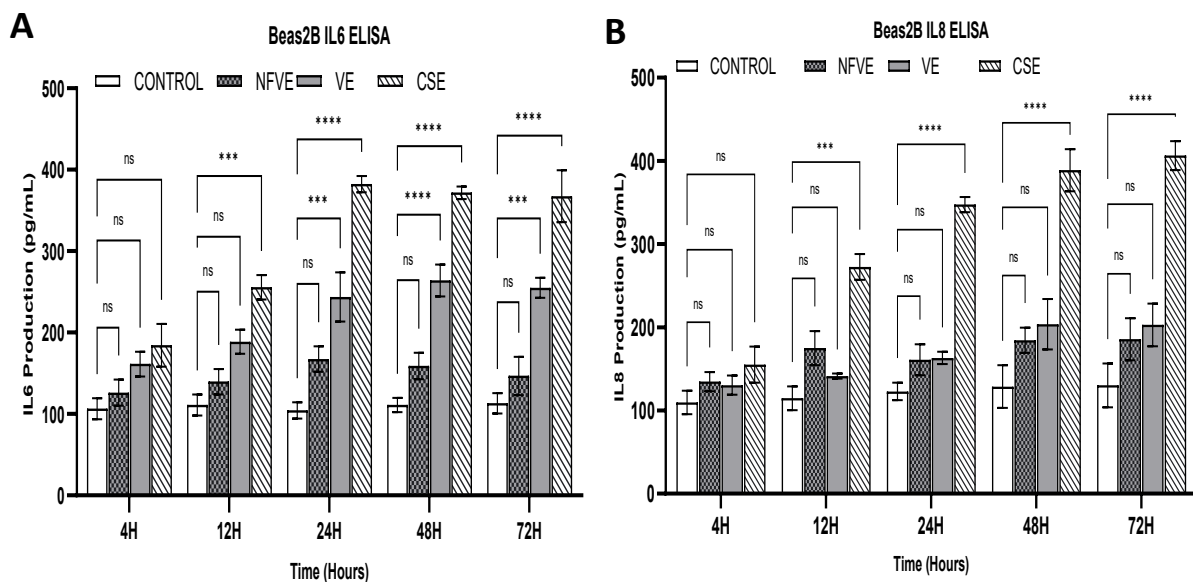 A
Beas2B IL6 ELISA
CONTROL NFVE VE CSE
IL6 Production (pg/mL)
500
400
300
200
100
0
ns ns ns
ns ns ***
ns *** ****
ns **** ****
ns *** ****
4H 12H 24H 48H 72H
Time (Hours)
B
Beas2B IL8 ELISA
CONTROL NFVE VE CSE
IL8 Production (pg/mL)
500
400
300
200
100
0
ns ns ns
ns ns ***
ns ns ****
ns ns ****
ns ns ****
4H 12H 24H 48H 72H
Time (Hours)